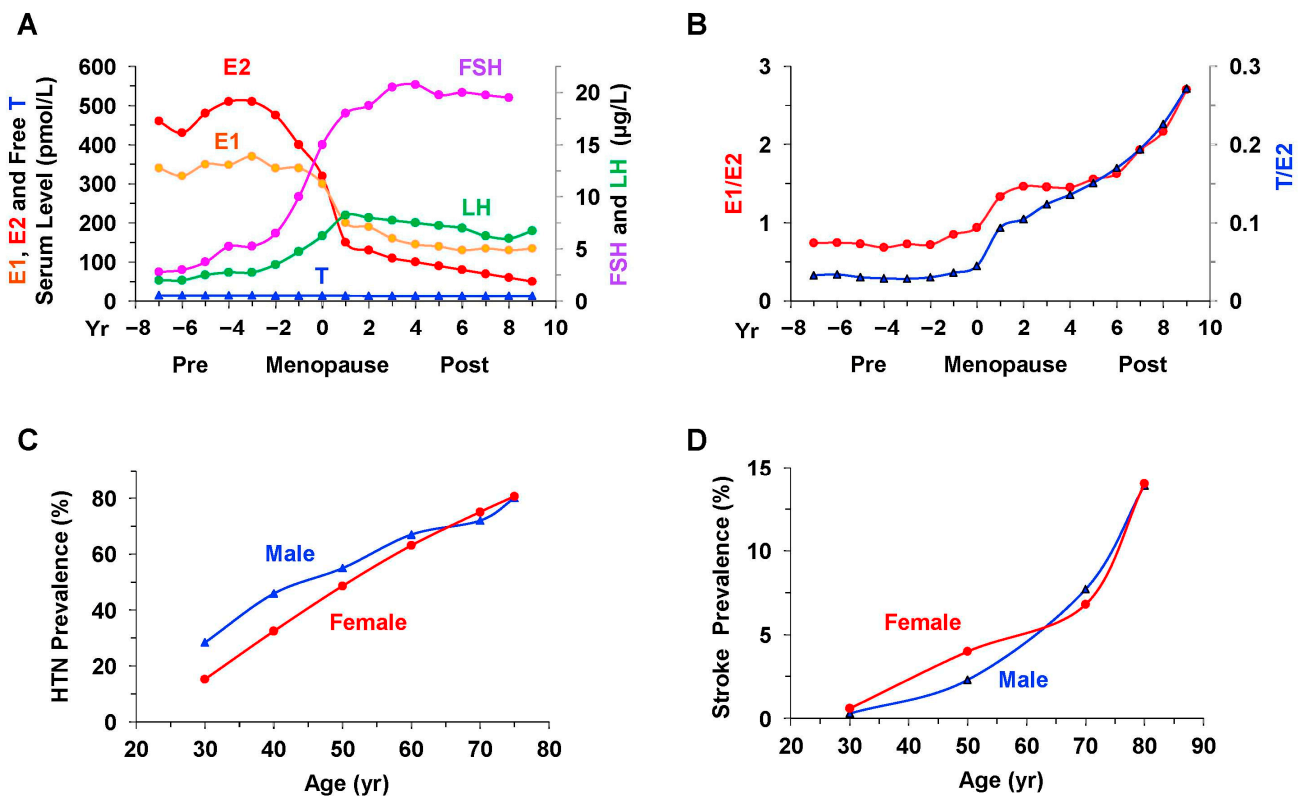 A
E1, E2 and Free T
Serum Level (pmol/L)
600
500
400
300
200
100
0
E2
E1
FSH
LH
T
20
15
10
5
0
FSH and LH (μg/L)
Yr
−8 −6 −4 −2 0 2 4 6 8 10
Pre Menopause Post
B
E1/E2
3
2
1
0
0.3
0.2
0.1
0
T/E2
Yr
−8 −6 −4 −2 0 2 4 6 8 10
Pre Menopause Post
C
HTN Prevalence (%)
80
60
40
20
0
Male
Female
20 30 40 50 60 70 80
Age (yr)
D
Stroke Prevalence (%)
15
10
5
0
Female
Male
20 30 40 50 60 70 80 90
Age (yr)